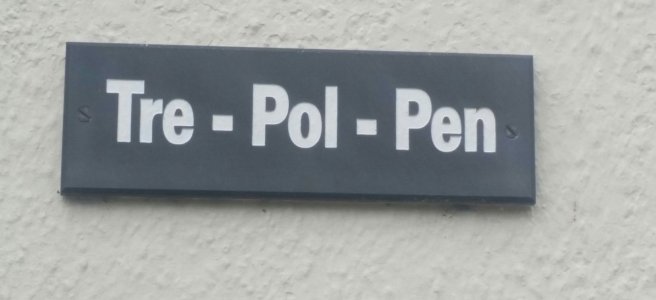 Tre - Pol - Pen